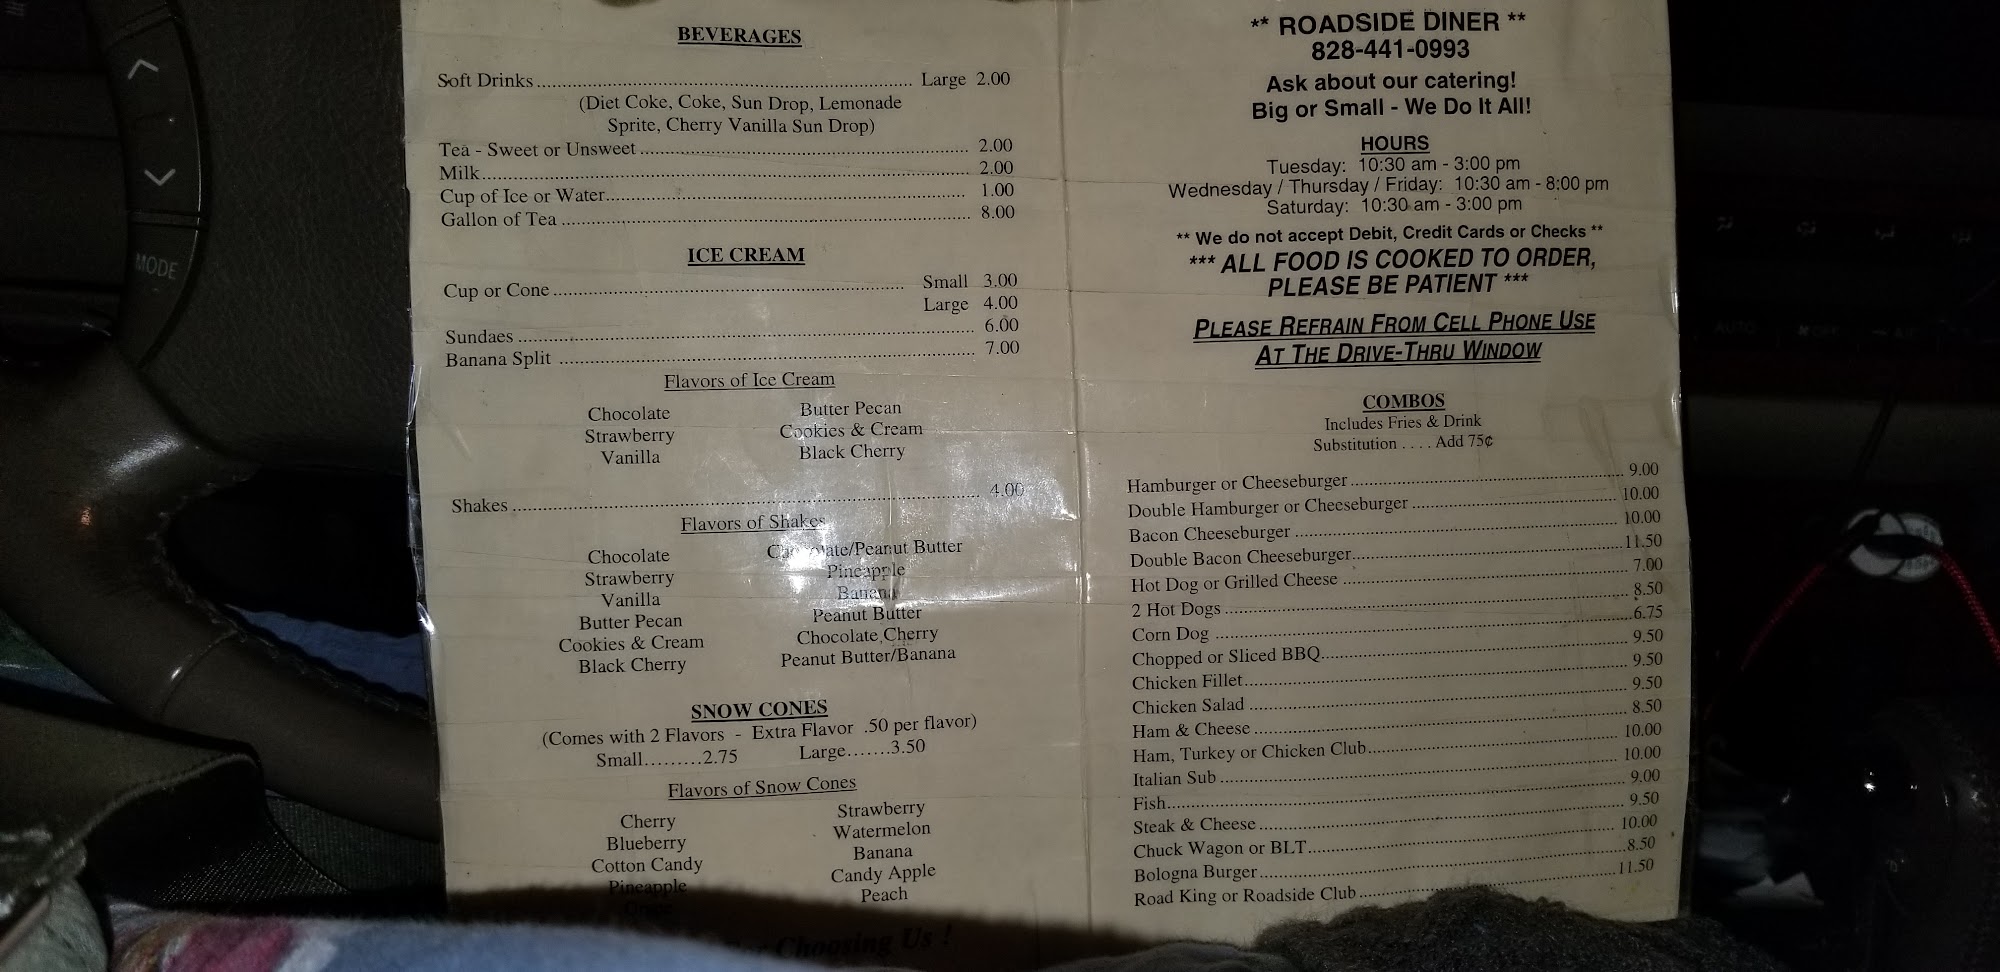 MODE
BEVERAGES
Soft Drinks ........ Large 2.00
(Diet Coke, Coke, Sun Drop, Lemonade
Sprite, Cherry Vanilla Sun Drop)
Tea - Sweet or Unsweet ........ 2.00
Milk ........ 2.00
Cup of Ice or Water ........ 1.00
Gallon of Tea ........ 8.00
ICE CREAM
Cup or Cone ........ Small 3.00
Large 4.00
Sundaes ........ 6.00
Banana Split ........ 7.00
Flavors of Ice Cream
Chocolate Butter Pecan
Strawberry Cookies & Cream
Vanilla Black Cherry
Shakes ........ 4.00
Flavors of Shakes
Chocolate Chocolate/Peanut Butter
Strawberry Pineapple
Vanilla Banana
Butter Pecan Peanut Butter
Cookies & Cream Chocolate Cherry
Black Cherry Peanut Butter/Banana
SNOW CONES
(Comes with 2 Flavors - Extra Flavor .50 per flavor)
Small.........2.75 Large.......3.50
Flavors of Snow Cones
Cherry Strawberry
Blueberry Watermelon
Cotton Candy Banana
Pineapple Candy Apple
Grape Peach
For Choosing Us !
** ROADSIDE DINER **
828-441-0993
Ask about our catering!
Big or Small - We Do It All!
HOURS
Tuesday: 10:30 am - 3:00 pm
Wednesday / Thursday / Friday: 10:30 am - 8:00 pm
Saturday: 10:30 am - 3:00 pm
** We do not accept Debit, Credit Cards or Checks **
*** ALL FOOD IS COOKED TO ORDER,
PLEASE BE PATIENT ***
PLEASE REFRAIN FROM CELL PHONE USE
AT THE DRIVE-THRU WINDOW
COMBOS
Includes Fries & Drink
Substitution . . . . Add 75¢
Hamburger or Cheeseburger ........ 9.00
Double Hamburger or Cheeseburger ........ 10.00
Bacon Cheeseburger ........ 10.00
Double Bacon Cheeseburger ........ 11.50
Hot Dog or Grilled Cheese ........ 7.00
2 Hot Dogs ........ 8.50
Corn Dog ........ 6.75
Chopped or Sliced BBQ ........ 9.50
Chicken Fillet ........ 9.50
Chicken Salad ........ 9.50
Ham & Cheese ........ 8.50
Ham, Turkey or Chicken Club ........ 10.00
Italian Sub ........ 10.00
Fish ........ 9.00
Steak & Cheese ........ 9.50
Chuck Wagon or BLT ........ 10.00
Bologna Burger ........ 8.50
Road King or Roadside Club ........ 11.50